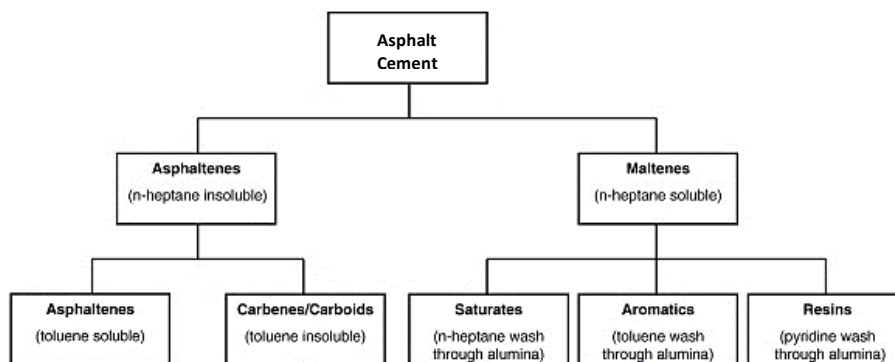 Asphalt
Cement
Asphaltenes
(n-heptane insoluble)
Maltenes
(n-heptane soluble)
Asphaltenes
(toluene soluble)
Carbenes/Carboids
(toluene insoluble)
Saturates
(n-heptane wash
through alumina)
Aromatics
(toluene wash
through alumina)
Resins
(pyridine wash
through alumina)